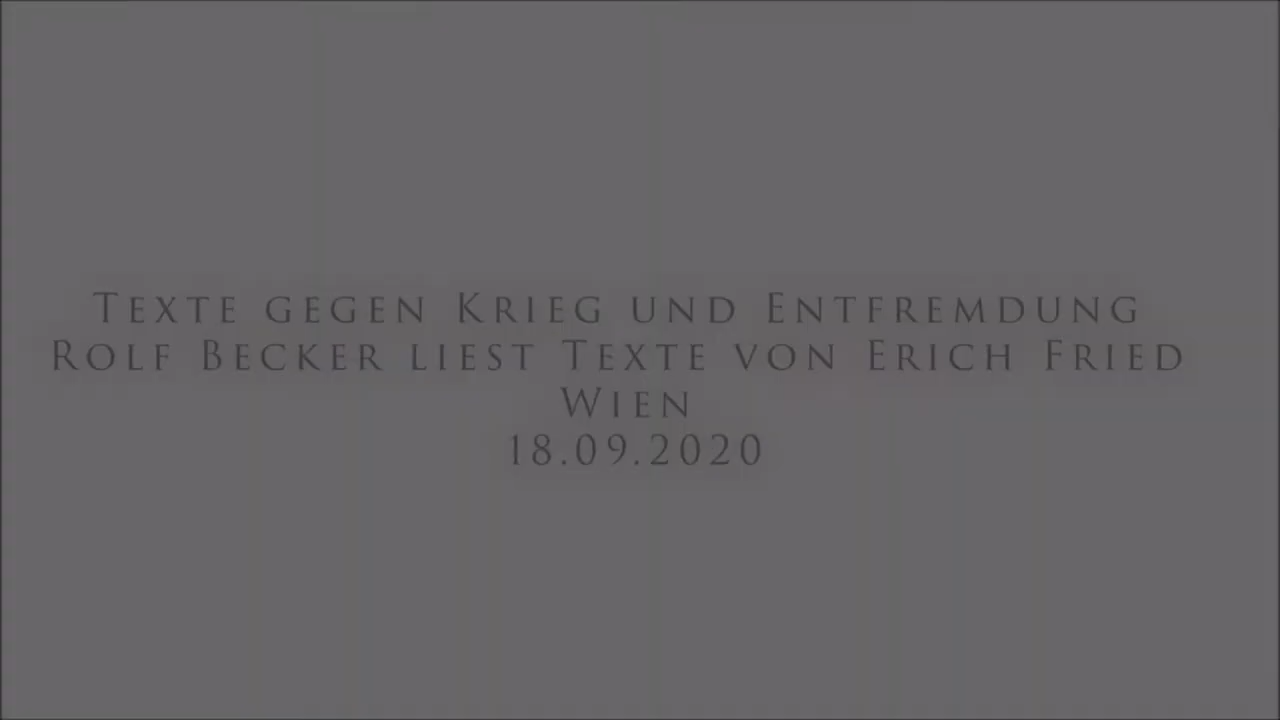 Texte gegen Krieg und Entfremdung
Rolf Becker liest Texte von Erich Fried
Wien
18.09.2020